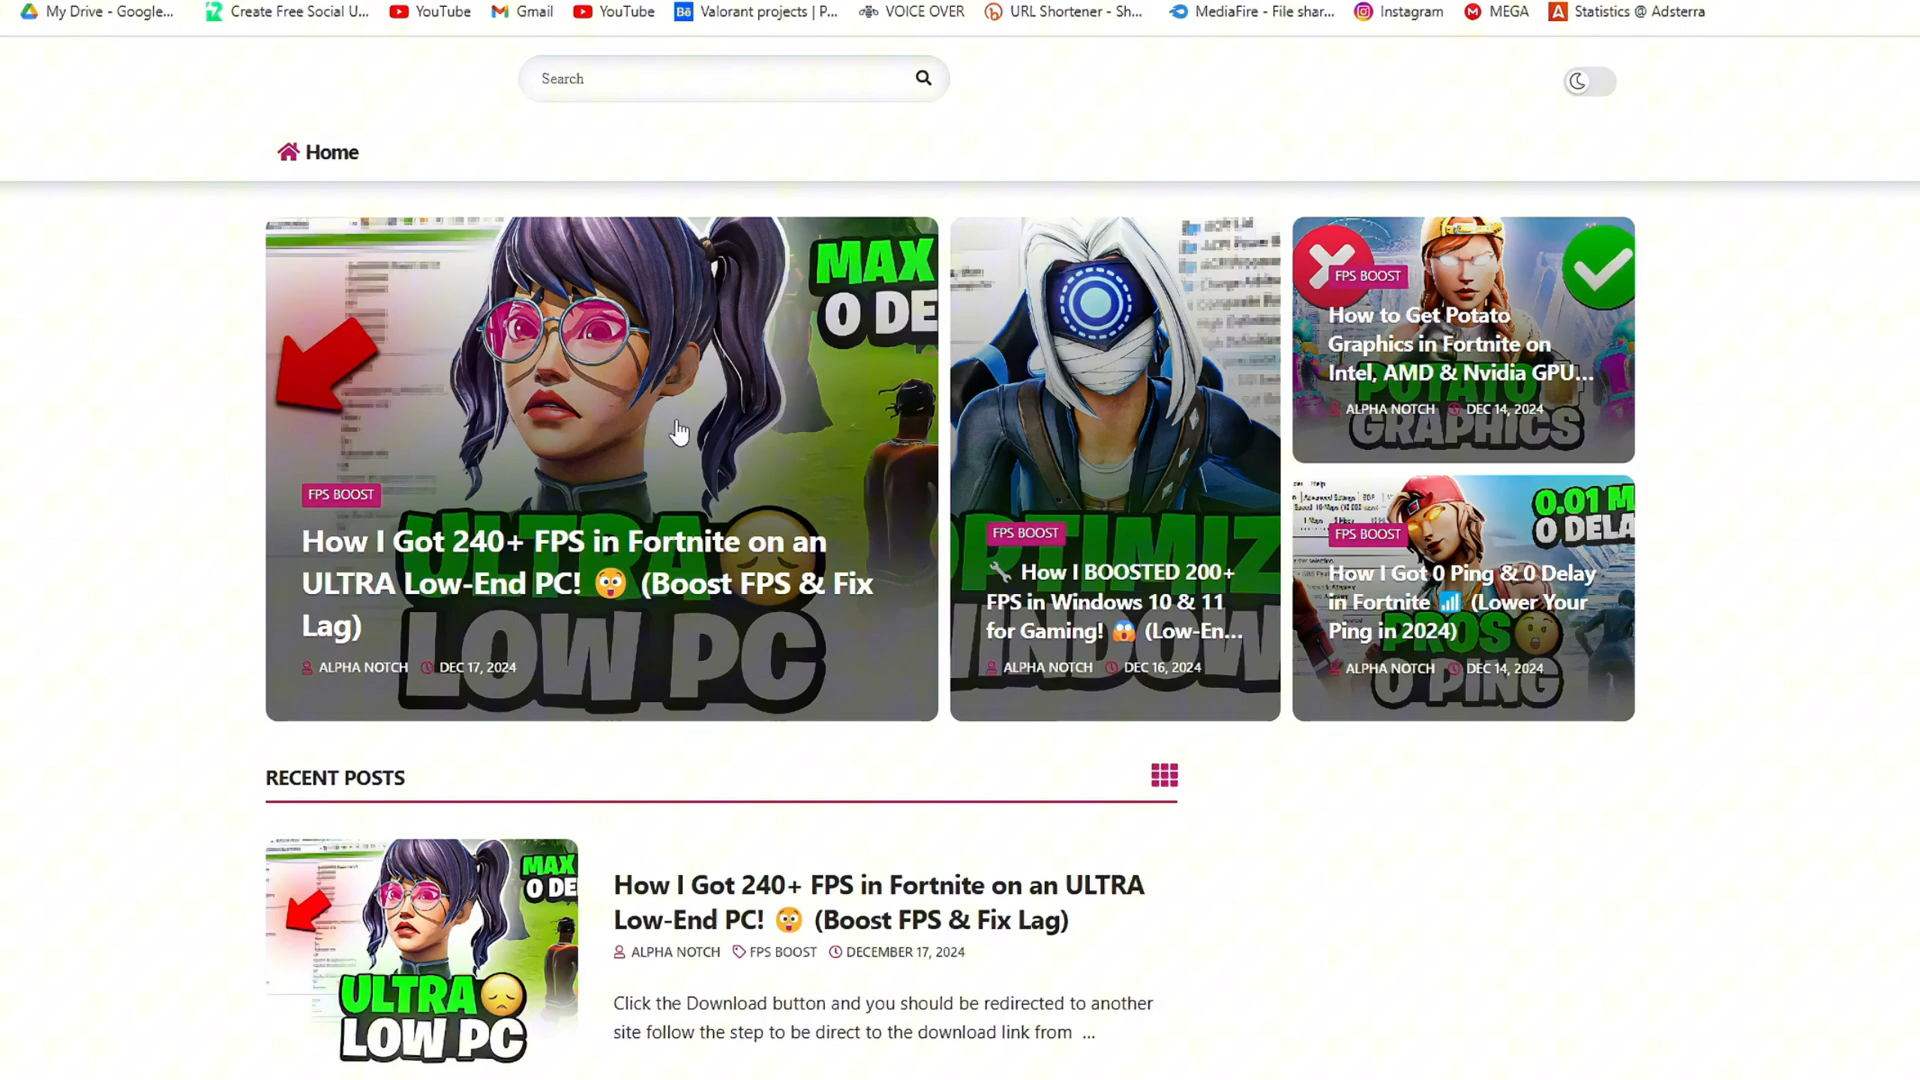 My Drive - Google...
Create Free Social U...
YouTube
Gmail
YouTube
Valorant projects | P...
VOICE OVER
URL Shortener - Sh...
MediaFire - File shar...
Instagram
MEGA
Statistics @ Adsterra
Search
Home
MAX
0 DE
FPS BOOST
How I Got 240+ FPS in Fortnite on an
ULTRA Low-End PC! 😲 (Boost FPS & Fix
Lag)
ALPHA NOTCH DEC 17, 2024
ULTRA
LOW PC
FPS BOOST
🔧 How I BOOSTED 200+
FPS in Windows 10 & 11
for Gaming! 😱 (Low-En...
ALPHA NOTCH DEC 16, 2024
OPTIMIZ
WINDOW
FPS BOOST
How to Get Potato
Graphics in Fortnite on
Intel, AMD & Nvidia GPU...
ALPHA NOTCH DEC 14, 2024
POTATO
GRAPHICS
0.01 M
0 DELA
FPS BOOST
How I Got 0 Ping & 0 Delay
in Fortnite 📶 (Lower Your
Ping in 2024)
ALPHA NOTCH DEC 14, 2024
PROS
0 PING
RECENT POSTS
MAX
0 DE
ULTRA
LOW PC
How I Got 240+ FPS in Fortnite on an ULTRA
Low-End PC! 😲 (Boost FPS & Fix Lag)
ALPHA NOTCH FPS BOOST DECEMBER 17, 2024
Click the Download button and you should be redirected to another
site follow the step to be direct to the download link from ...